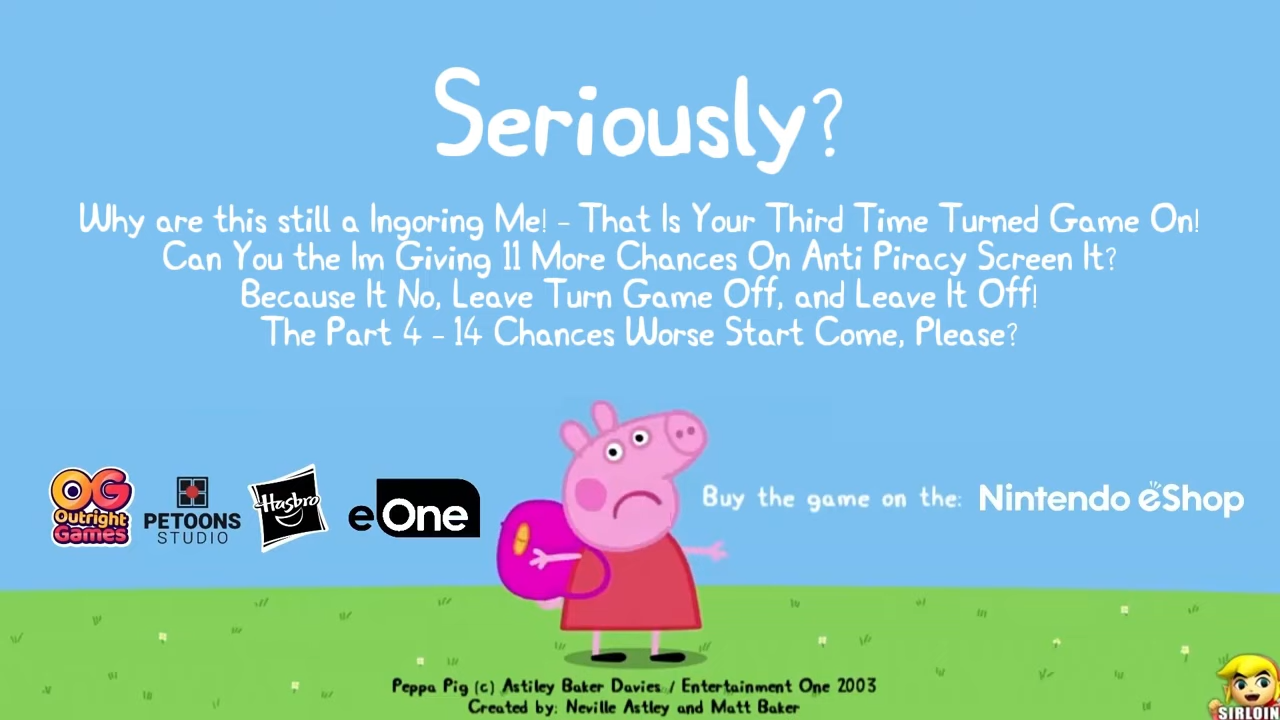 Seriously?
Why are this still a Ingoring Me! - That Is Your Third Time Turned Game On!
Can You the Im Giving 11 More Chances On Anti Piracy Screen It?
Because It No, Leave Turn Game Off, and Leave It Off!
The Part 4 - 14 Chances Worse Start Come, Please?
OG
Outright
Games
PETOONS
STUDIO
Hasbro
eOne
Buy the game on the: Nintendo eShop
Peppa Pig (c) Astiley Baker Davies / Entertainment One 2003
Created by: Neville Astley and Matt Baker
SIRLOIN